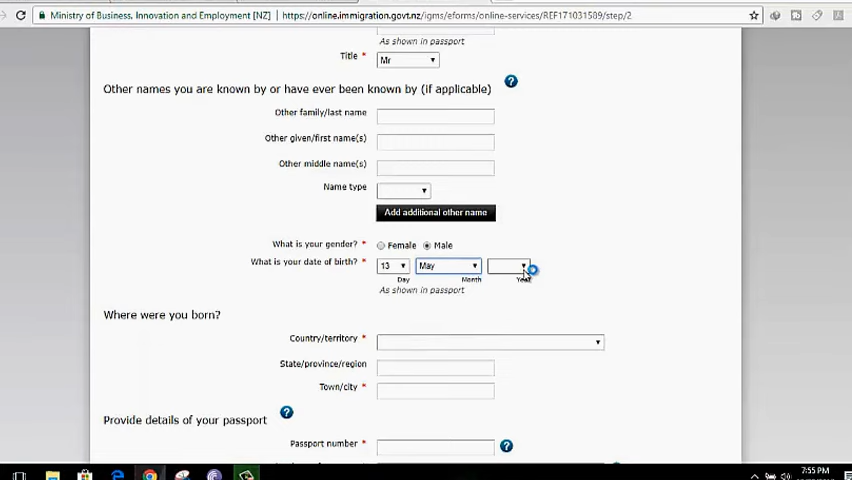 Ministry of Business, Innovation and Employment [NZ] https://online.immigration.govt.nz/igms/eforms/online-services/REF171031509/step/2
As shown in passport
Title * Mr
Other names you are known by or have ever been known by (if applicable) ?
Other family/last name
Other given/first name(s)
Other middle name(s)
Name type
Add additional other name
What is your gender? * Female Male
What is your date of birth? * 13 May
Day Month Year
As shown in passport
Where were you born?
Country/territory *
State/province/region
Town/city *
Provide details of your passport ?
Passport number * ?
7:55 PM